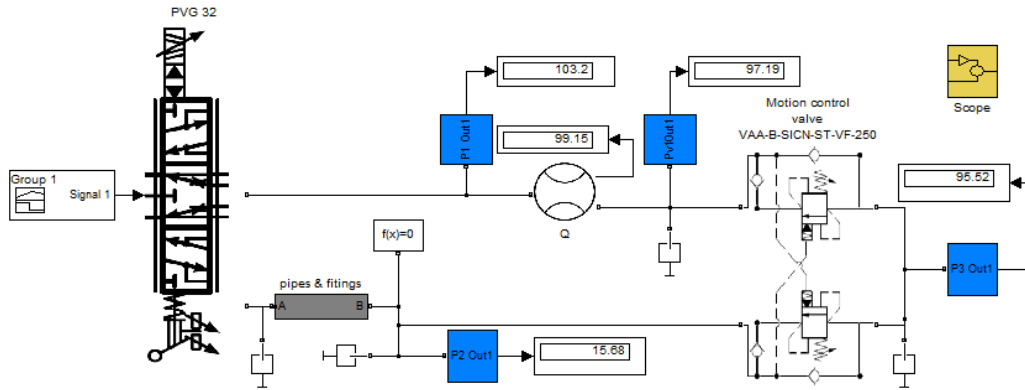 PVG 32
103.2
97.19
P1 Out1
99.15
Pv1Out1
Scope
Motion control
valve
VAA-B-SICN-ST-VF-250
Group 1
Signal 1
Q
95.52
f(x)=0
P3 Out1
pipes & fittings
A
B
P2 Out1
15.68